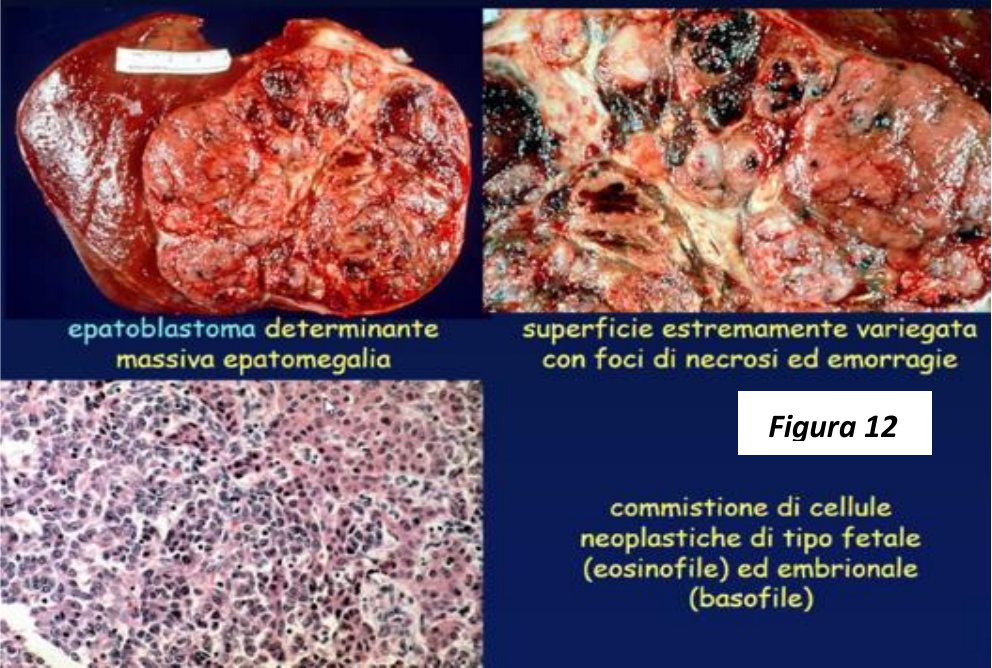 epatoblastoma determinante
massiva epatomegalia
superficie estremamente variegata
con foci di necrosi ed emorragie
Figura 12
commistione di cellule
neoplastiche di tipo fetale
(eosinofile) ed embrionale
(basofile)